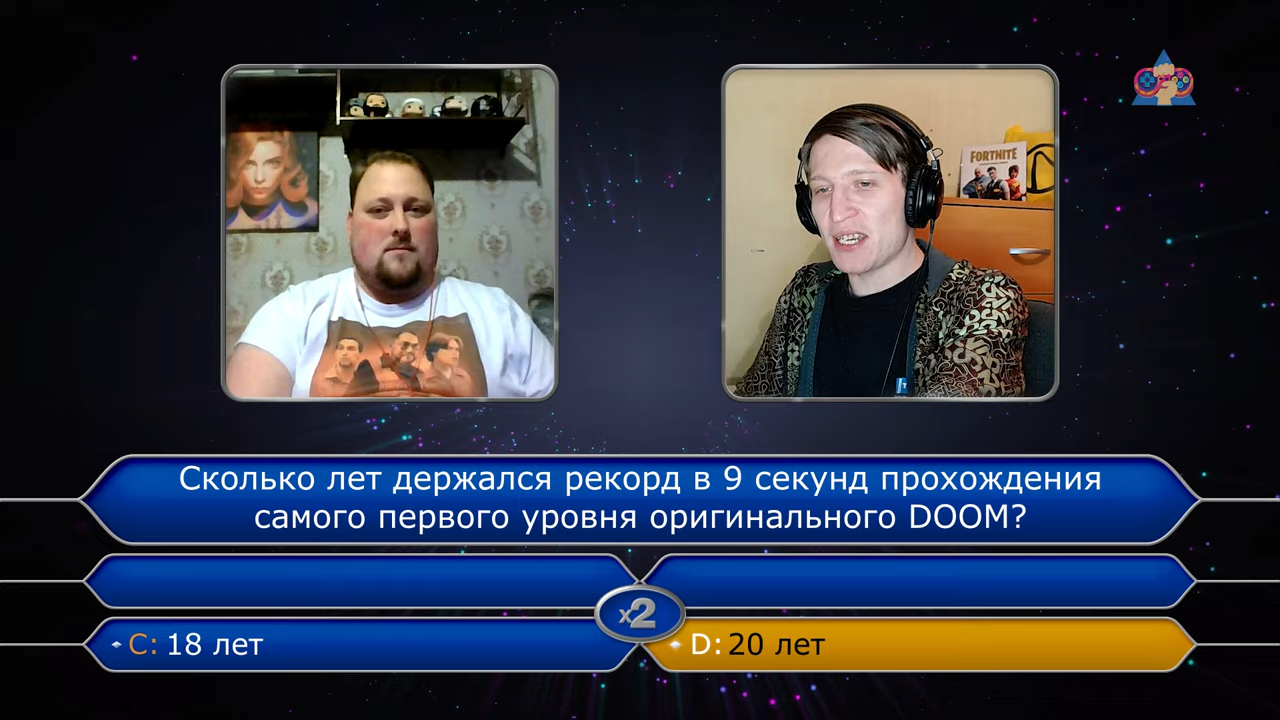 FORTNITE
Сколько лет держался рекорд в 9 секунд прохождения
самого первого уровня оригинального DOOM?
x2
C: 18 лет
D: 20 лет